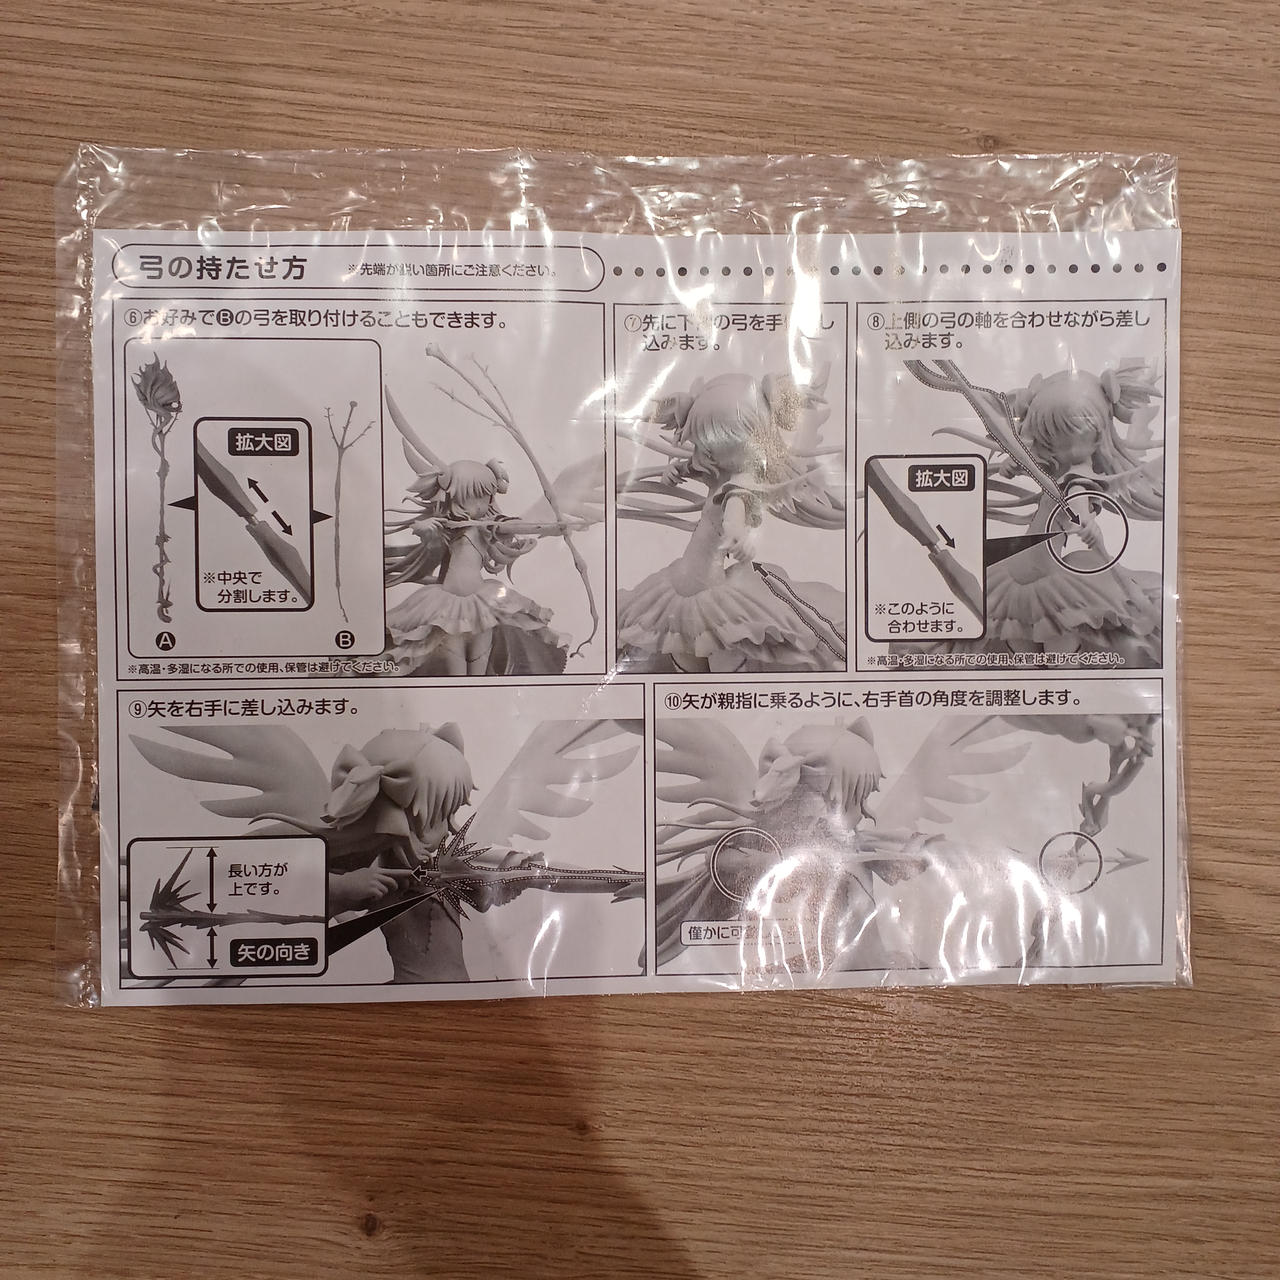 弓の持たせ方
※先端が鋭い箇所にご注意ください。
⑥お好みでⒷの弓を取り付けることもできます。
拡大図
※中央で
分割します。
Ⓐ
Ⓑ
※高温・多湿になる所での使用、保管は避けてください。
⑦先に下の弓を手し
込みます。
⑧上側の弓の軸を合わせながら差し
込みます。
拡大図
※このように
合わせます。
※高温・多湿になる所での使用、保管は避けてください。
⑨矢を右手に差し込みます。
長い方が
上です。
矢の向き
⑩矢が親指に乗るように、右手首の角度を調整します。
僅かに可